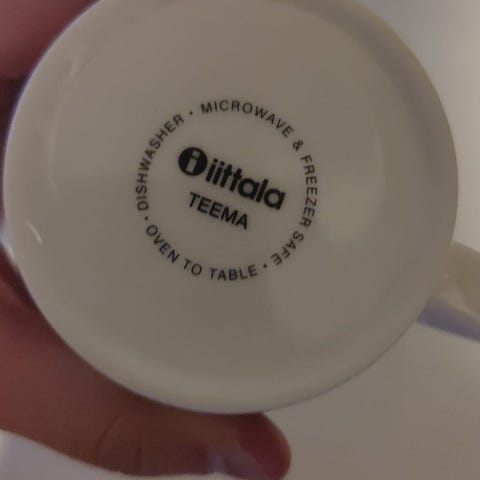 DISHWASHER · MICROWAVE & FREEZER SAFE ·
iittala
TEEMA
OVEN TO TABLE ·